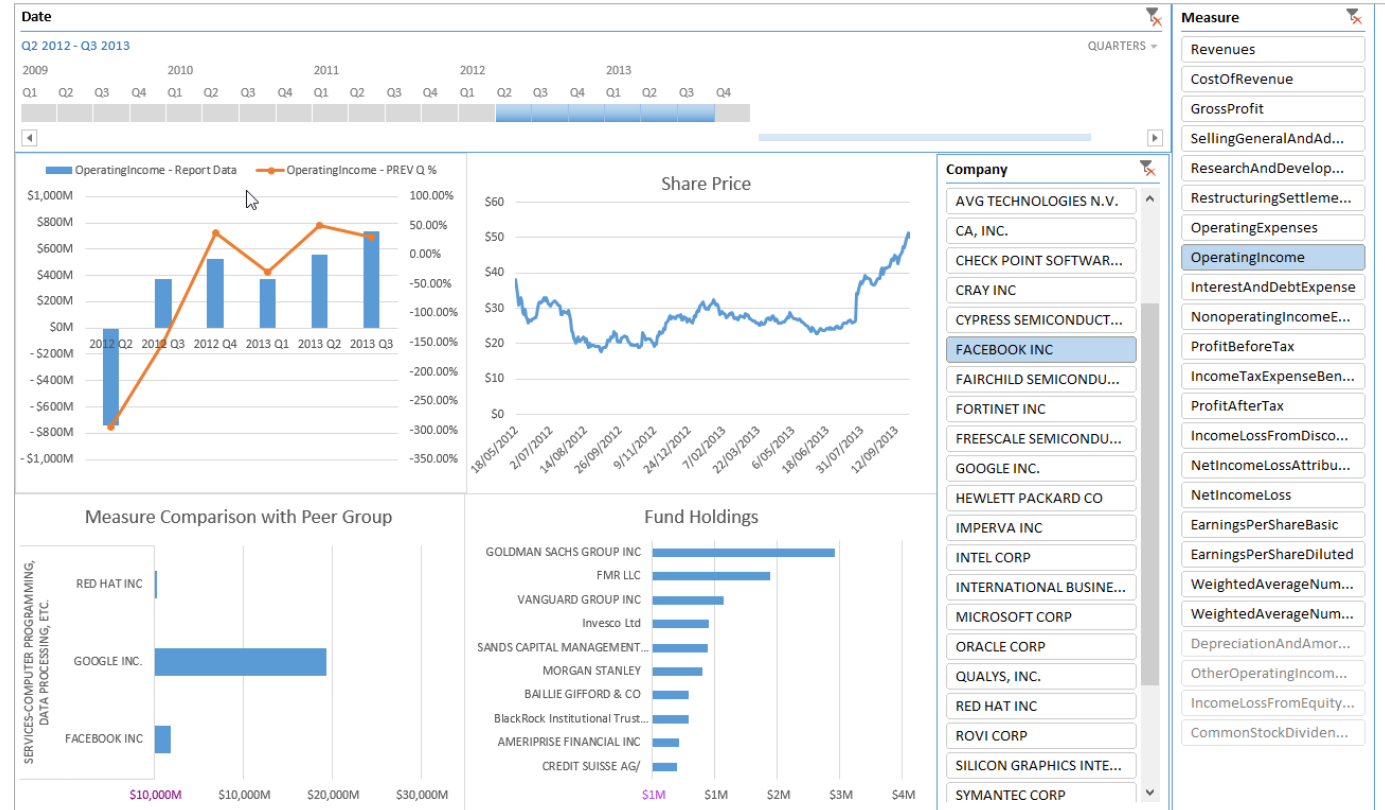 Date
Q2 2012 - Q3 2013
QUARTERS
2009 2010 2011 2012 2013
Q1 Q2 Q3 Q4 Q1 Q2 Q3 Q4 Q1 Q2 Q3 Q4 Q1 Q2 Q3 Q4 Q1 Q2 Q3 Q4
OperatingIncome - Report Data OperatingIncome - PREV Q %
$1,000M
$800M
$600M
$400M
$200M
$0M
-$200M
-$400M
-$600M
-$800M
-$1,000M
2012 Q2 2012 Q3 2012 Q4 2013 Q1 2013 Q2 2013 Q3
100.00%
50.00%
0.00%
-50.00%
-100.00%
-150.00%
-200.00%
-250.00%
-300.00%
-350.00%
Share Price
$60
$50
$40
$30
$20
$10
$0
18/05/2012 2/07/2012 14/08/2012 26/09/2012 9/11/2012 24/12/2012 7/02/2013 22/03/2013 6/05/2013 18/06/2013 31/07/2013 12/09/2013
Measure Comparison with Peer Group
SERVICES-COMPUTER PROGRAMMING,
DATA PROCESSING, ETC.
RED HAT INC
GOOGLE INC.
FACEBOOK INC
$10,000M $10,000M $20,000M $30,000M
Fund Holdings
GOLDMAN SACHS GROUP INC
FMR LLC
VANGUARD GROUP INC
Invesco Ltd
SANDS CAPITAL MANAGEMENT...
MORGAN STANLEY
BAILLIE GIFFORD & CO
BlackRock Institutional Trust...
AMERIPRISE FINANCIAL INC
CREDIT SUISSE AG/
$1M $1M $2M $3M $4M
Company
AVG TECHNOLOGIES N.V.
CA, INC.
CHECK POINT SOFTWAR...
CRAY INC
CYPRESS SEMICONDUCT...
FACEBOOK INC
FAIRCHILD SEMICONDU...
FORTINET INC
FREESCALE SEMICONDU...
GOOGLE INC.
HEWLETT PACKARD CO
IMPERVA INC
INTEL CORP
INTERNATIONAL BUSINE...
MICROSOFT CORP
ORACLE CORP
QUALYS, INC.
RED HAT INC
ROVI CORP
SILICON GRAPHICS INTE...
SYMANTEC CORP
Measure
Revenues
CostOfRevenue
GrossProfit
SellingGeneralAndAd...
ResearchAndDevelop...
RestructuringSettleme...
OperatingExpenses
OperatingIncome
InterestAndDebtExpense
NonoperatingIncomeE...
ProfitBeforeTax
IncomeTaxExpenseBen...
ProfitAfterTax
IncomeLossFromDisco...
NetIncomeLossAttribu...
NetIncomeLoss
EarningsPerShareBasic
EarningsPerShareDiluted
WeightedAverageNum...
WeightedAverageNum...
DepreciationAndAmor...
OtherOperatingIncom...
IncomeLossFromEquity...
CommonStockDividen...